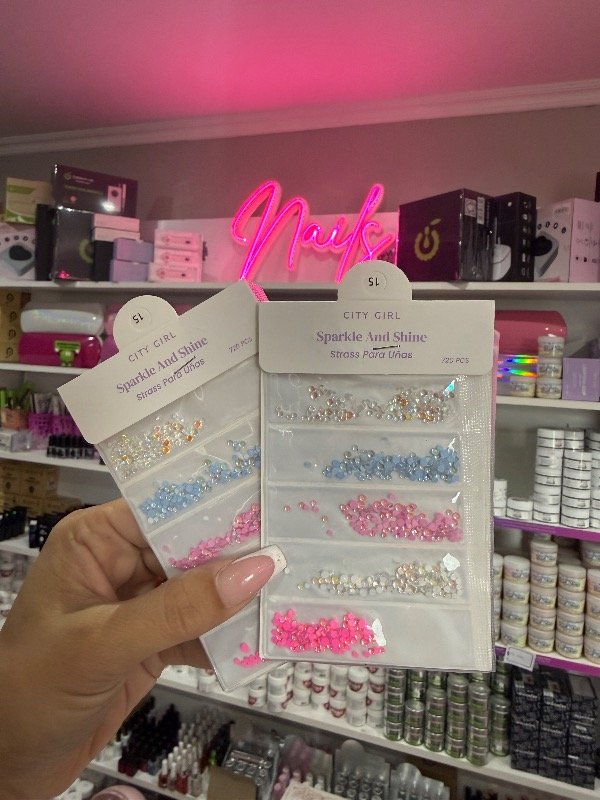 Nails
15
CITY GIRL
Sparkle And Shine
Strass Para Uñas
720 PCS
15
CITY GIRL
Sparkle And Shine
Strass Para Uñas
720 PCS